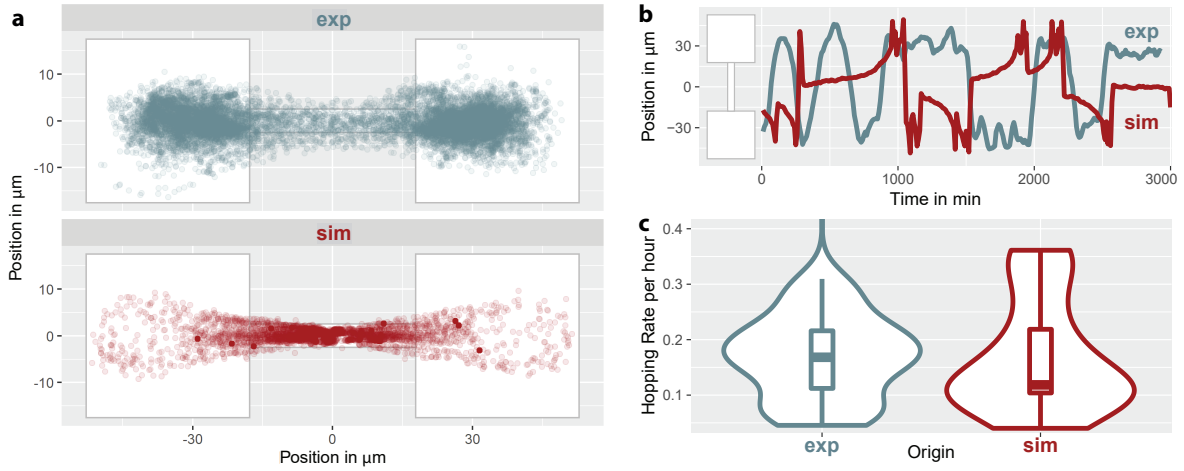 a
exp
10
0
-10
sim
10
0
-10
-30
0
30
Position in µm
Position in µm
b
30
0
−30
Position in µm
exp
sim
0
1000
2000
3000
Time in min
c
0.4
0.3
0.2
0.1
Hopping Rate per hour
exp
Origin
sim